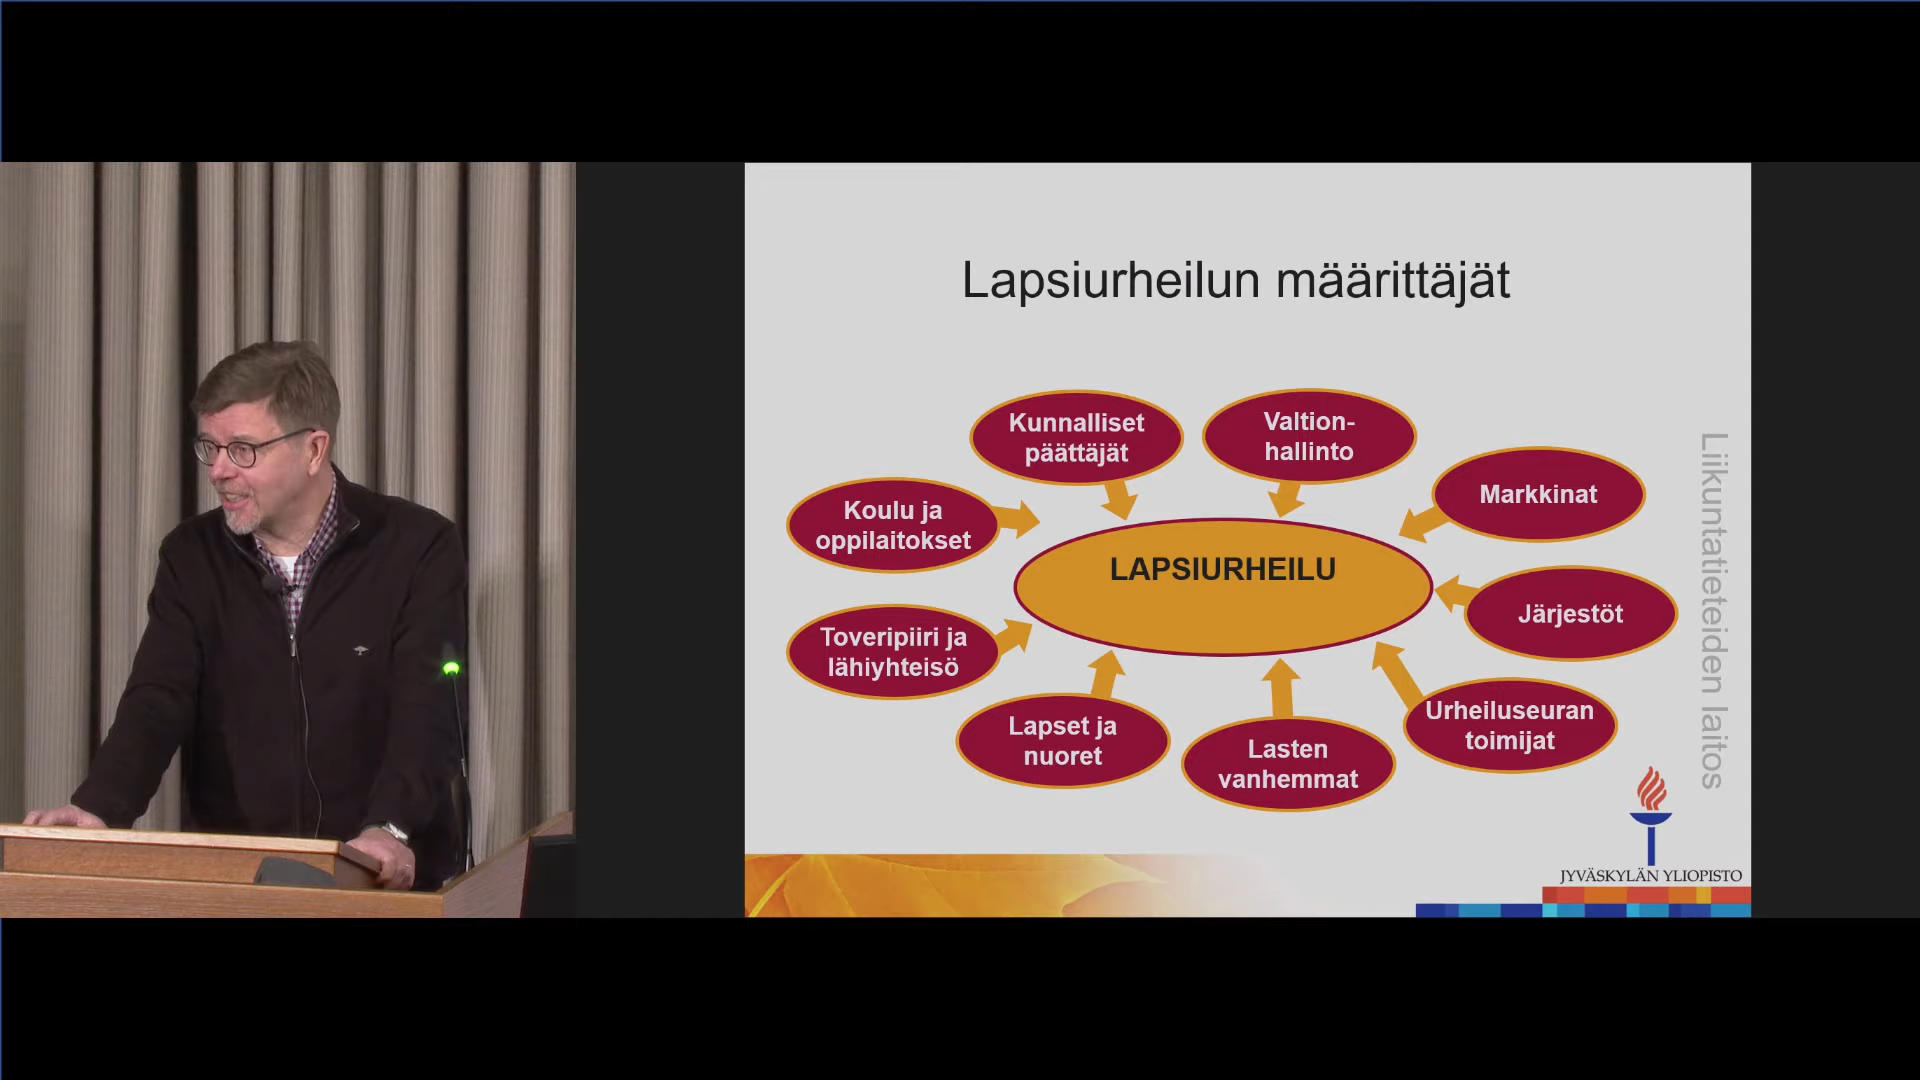 Lapsiurheilun määrittäjät
Kunnalliset
päättäjät
Valtion-
hallinto
Markkinat
Koulu ja
oppilaitokset
LAPSIURHEILU
Järjestöt
Toveripiiri ja
lähiyhteisö
Urheiluseuran
toimijat
Lapset ja
nuoret
Lasten
vanhemmat
Liikuntatieteiden laitos
JYVÄSKYLÄN YLIOPISTO